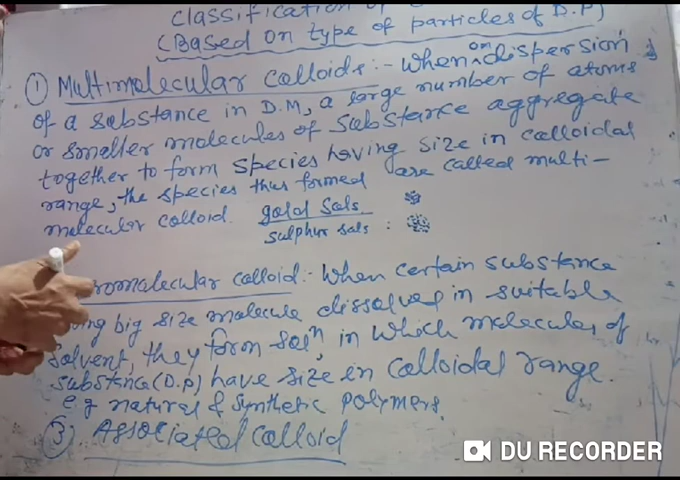 Classification of
(Based on type of particles of D.P)
① Multimolecular colloids :- When on dispersion
of a substance in D.M, a large number of atoms
or smaller molecules of substance aggregate
together to form species having size in colloidal
range, the species thus formed are called multi-
molecular colloid. gold sols
sulphur sols :
romolecular colloid :- When certain substance
ing big size molecule dissolved in suitable
solvent, they form solⁿ, in which molecules of
substance (D.P) have size in colloidal range.
e.g natural & synthetic polymers.
③ Associated colloid
DU RECORDER